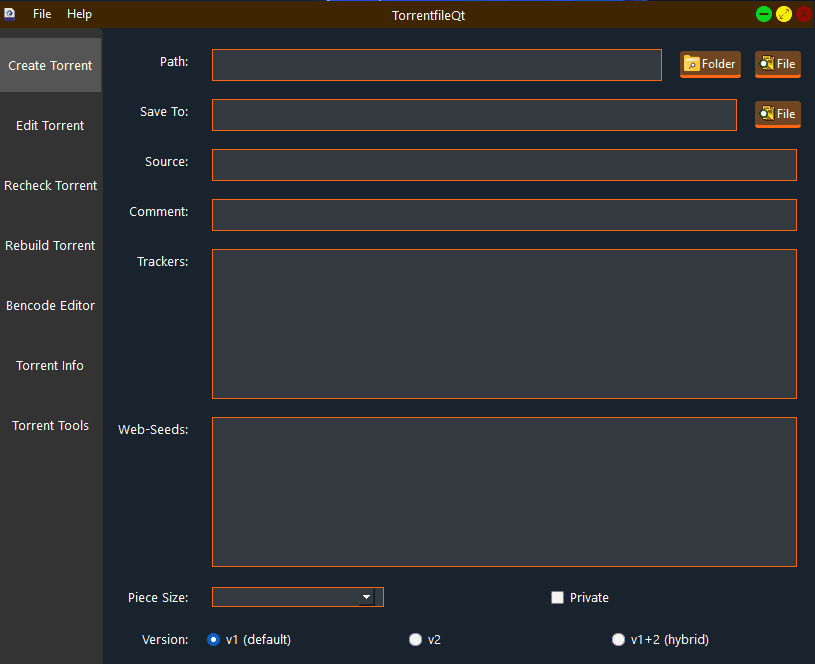 File Help TorrentfileQt
Create Torrent
Edit Torrent
Recheck Torrent
Rebuild Torrent
Bencode Editor
Torrent Info
Torrent Tools
Path: Folder File
Save To: File
Source:
Comment:
Trackers:
Web-Seeds:
Piece Size: Private
Version: v1 (default) v2 v1+2 (hybrid)